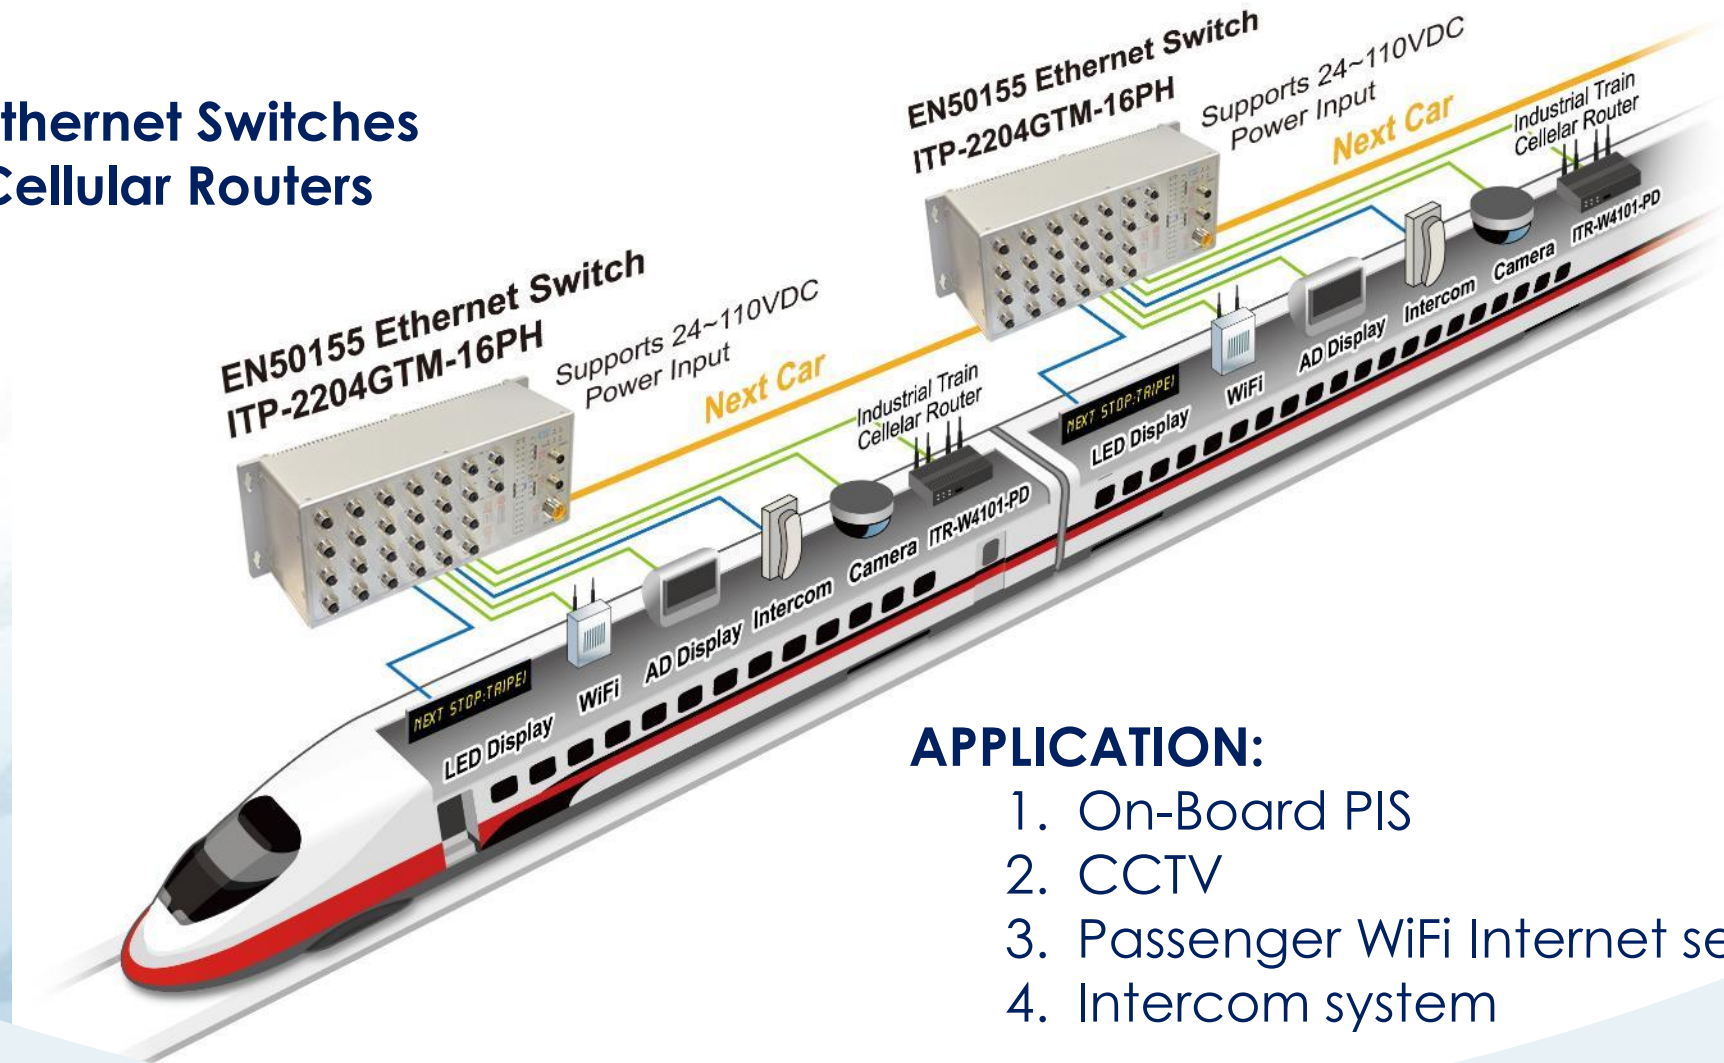 thernet Switches
Cellular Routers
EN50155 Ethernet Switch
ITP-2204GTM-16PH
Supports 24~110VDC
Power Input
Next Car
Industrial Train
Cellelar Router
ITR-W4101-PD
Camera
Intercom
AD Display
WiFi
LED Display
NEXT STOP:TAIPEI
EN50155 Ethernet Switch
ITP-2204GTM-16PH
Supports 24~110VDC
Power Input
Next Car
Industrial Train
Cellelar Router
ITR-W4101-PD
Camera
Intercom
AD Display
WiFi
LED Display
NEXT STOP:TAIPEI
APPLICATION:
1. On-Board PIS
2. CCTV
3. Passenger WiFi Internet se
4. Intercom system